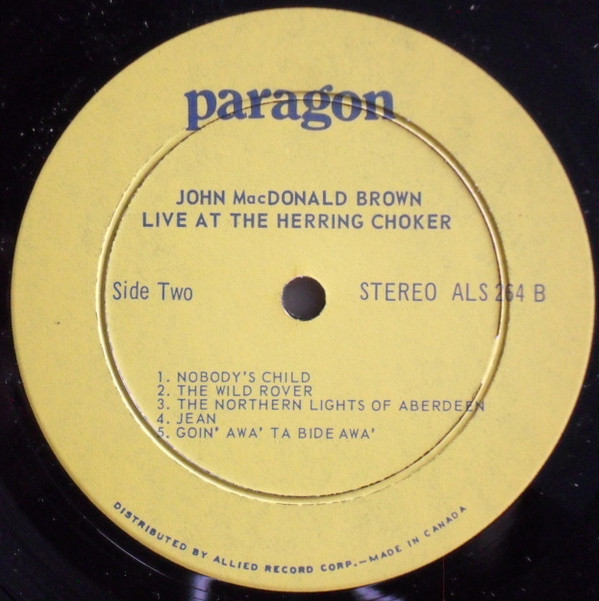 paragon
JOHN MacDONALD BROWN
LIVE AT THE HERRING CHOKER
Side Two
STEREO ALS 264 B
1. NOBODY'S CHILD
2. THE WILD ROVER
3. THE NORTHERN LIGHTS OF ABERDEEN
4. JEAN
5. GOIN' AWA' TA BIDE AWA'
DISTRIBUTED BY ALLIED RECORD CORP.—MADE IN CANADA